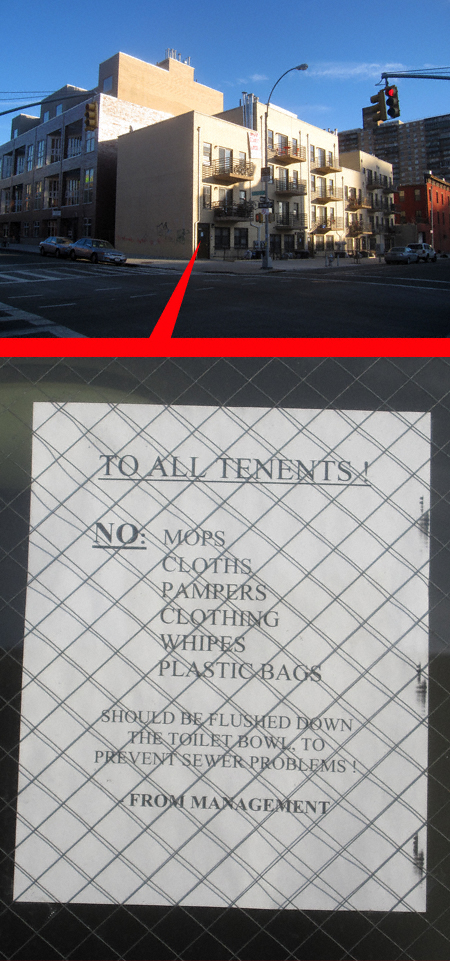 TO ALL TENENTS !
NO: MOPS
CLOTHS
PAMPERS
CLOTHING
WHIPES
PLASTIC BAGS
SHOULD BE FLUSHED DOWN
THE TOILET BOWL, TO
PREVENT SEWER PROBLEMS !
- FROM MANAGEMENT